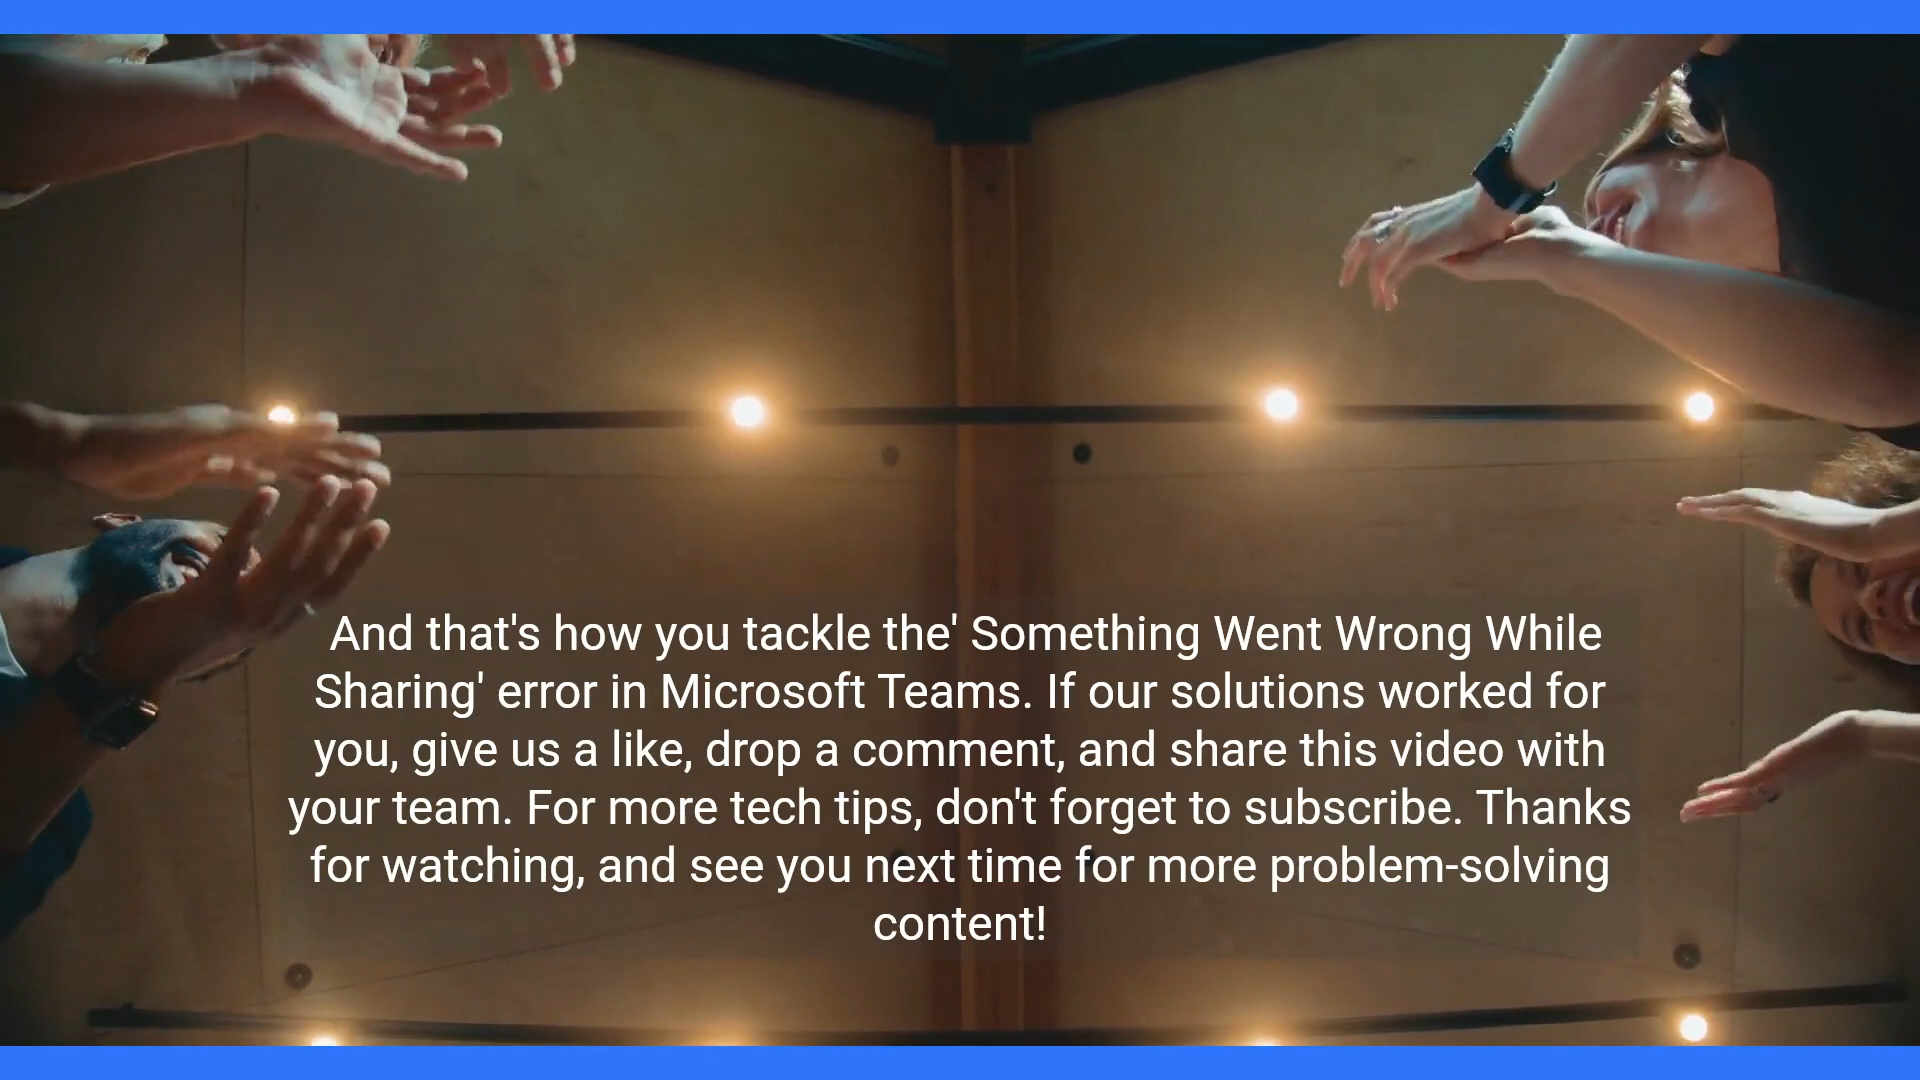 And that's how you tackle the' Something Went Wrong While
Sharing' error in Microsoft Teams. If our solutions worked for
you, give us a like, drop a comment, and share this video with
your team. For more tech tips, don't forget to subscribe. Thanks
for watching, and see you next time for more problem-solving
content!